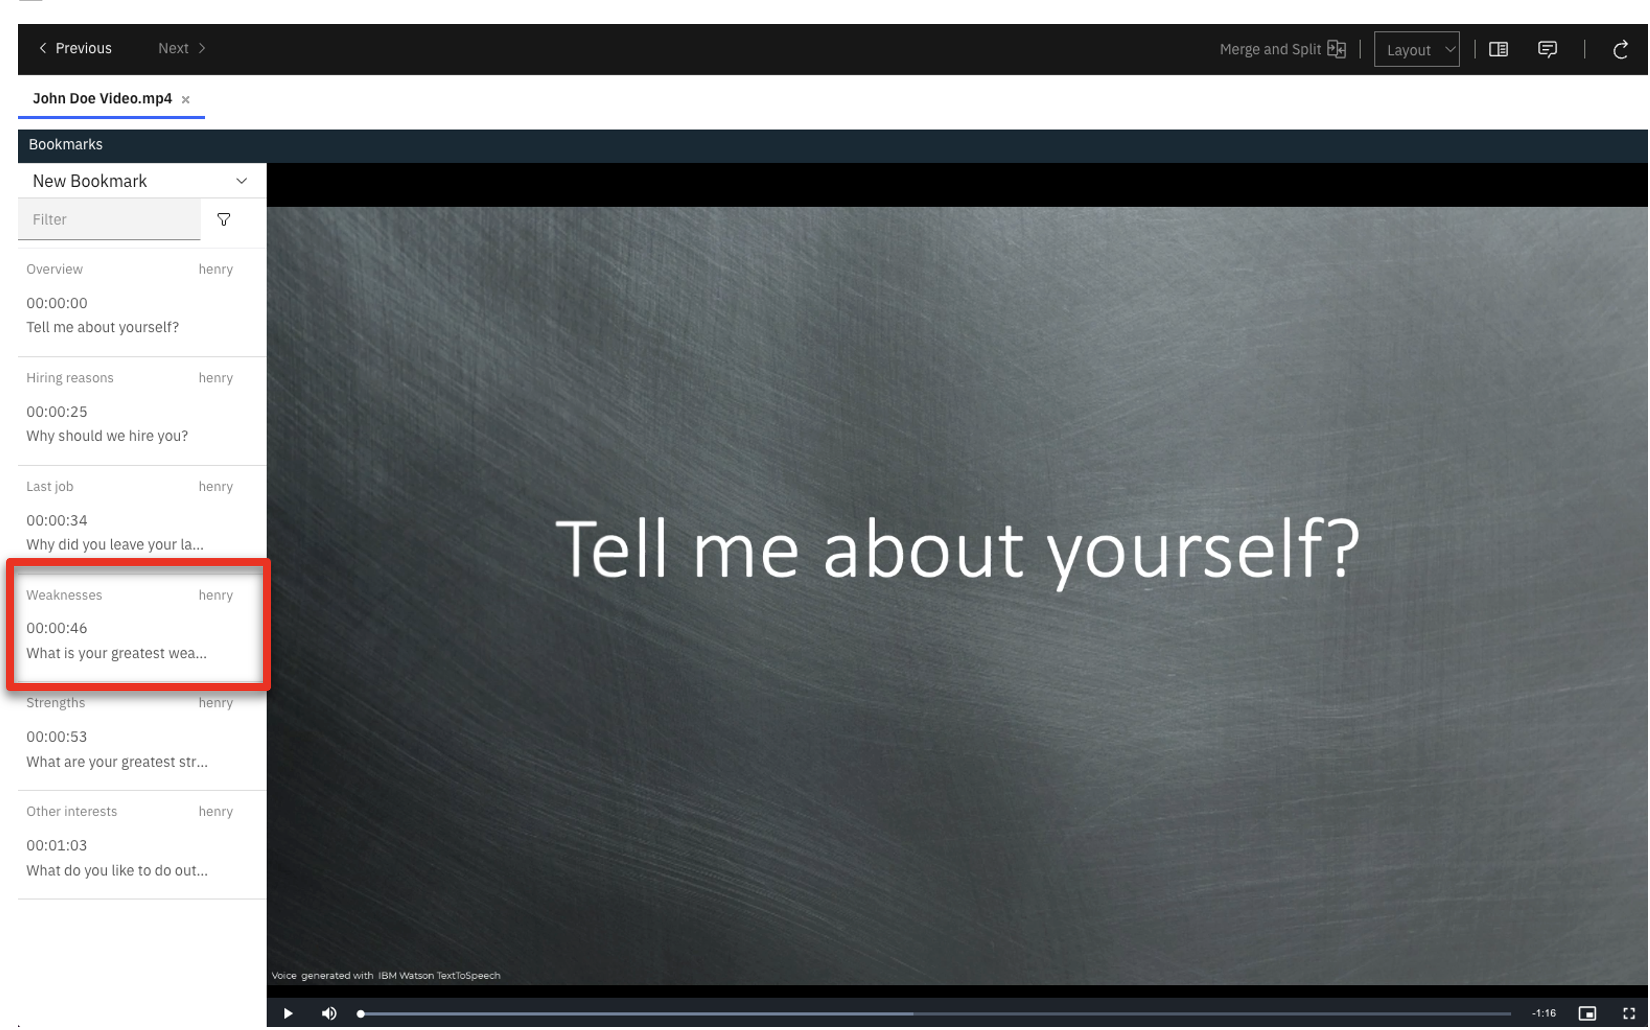 Previous Next Merge and Split Layout
John Doe Video.mp4
Bookmarks
New Bookmark
Filter
Overview henry
00:00:00
Tell me about yourself?
Hiring reasons henry
00:00:25
Why should we hire you?
Last job henry
00:00:34
Why did you leave your la...
Weaknesses henry
00:00:46
What is your greatest wea...
Strengths henry
00:00:53
What are your greatest str...
Other interests henry
00:01:03
What do you like to do out...
Tell me about yourself?
Voice generated with IBM Watson TextToSpeech
-1:16